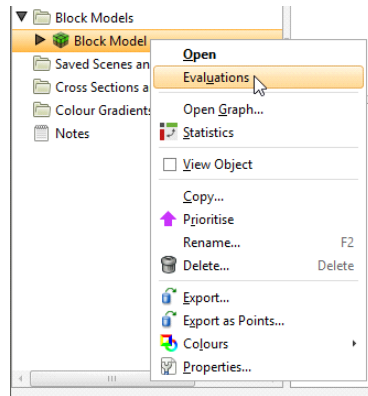 Block Models
Block Model
Saved Scenes an
Cross Sections a
Colour Gradients
Notes
Open
Evaluations
Open Graph...
Statistics
View Object
Copy...
Prioritise
Rename... F2
Delete... Delete
Export...
Export as Points...
Colours
Properties...